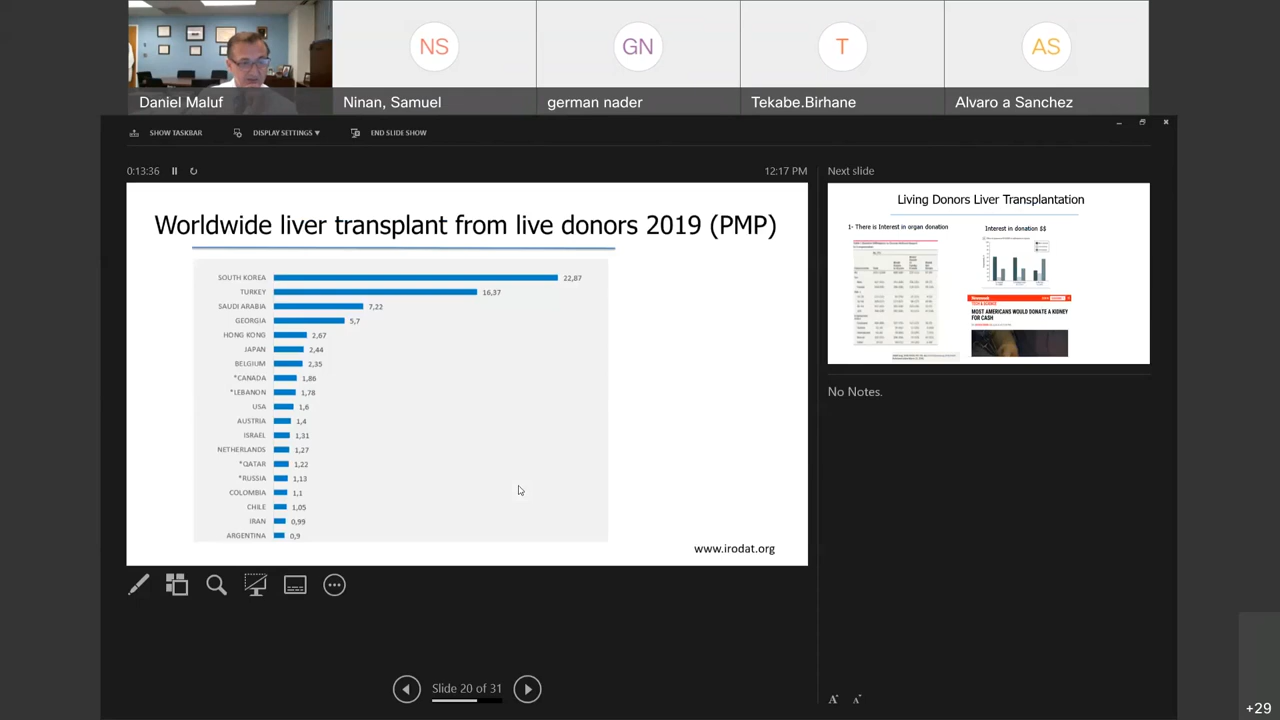 NS
GN
T
AS
Daniel Maluf
Ninan, Samuel
german nader
Tekabe.Birhane
Alvaro a Sanchez
SHOW TASKBAR
DISPLAY SETTINGS ▾
END SLIDE SHOW
0:13:36
12:17 PM
Worldwide liver transplant from live donors 2019 (PMP)
SOUTH KOREA 22,87
TURKEY 16,37
SAUDI ARABIA 7,22
GEORGIA 5,7
HONG KONG 2,67
JAPAN 2,44
BELGIUM 2,35
*CANADA 1,86
*LEBANON 1,78
USA 1,6
AUSTRIA 1,4
ISRAEL 1,31
NETHERLANDS 1,27
*QATAR 1,22
*RUSSIA 1,13
COLOMBIA 1,1
CHILE 1,05
IRAN 0,99
ARGENTINA 0,9
www.irodat.org
Slide 20 of 31
Next slide
Living Donors Liver Transplantation
1- There is Interest in organ donation
Interest in donation $$
Newsweek
TECH & SCIENCE
MOST AMERICANS WOULD DONATE A KIDNEY
FOR CASH
No Notes.
A A
+29